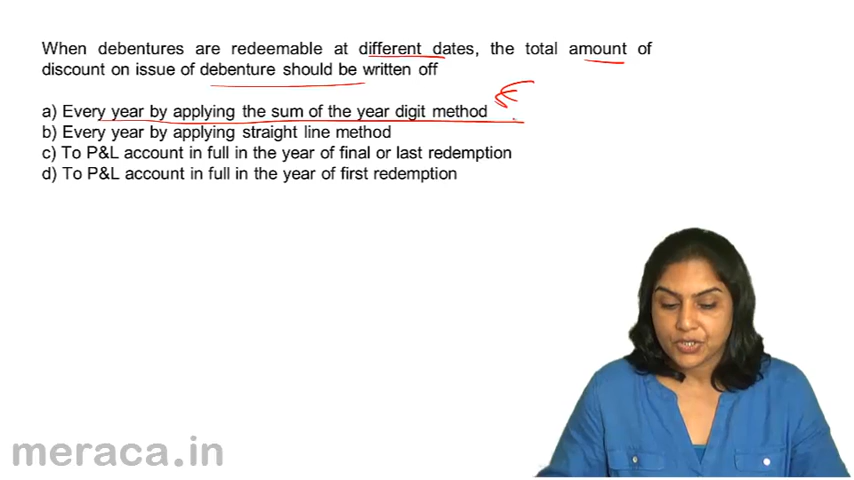 When debentures are redeemable at different dates, the total amount of
discount on issue of debenture should be written off
a) Every year by applying the sum of the year digit method
b) Every year by applying straight line method
c) To P&L account in full in the year of final or last redemption
d) To P&L account in full in the year of first redemption
meraca.in